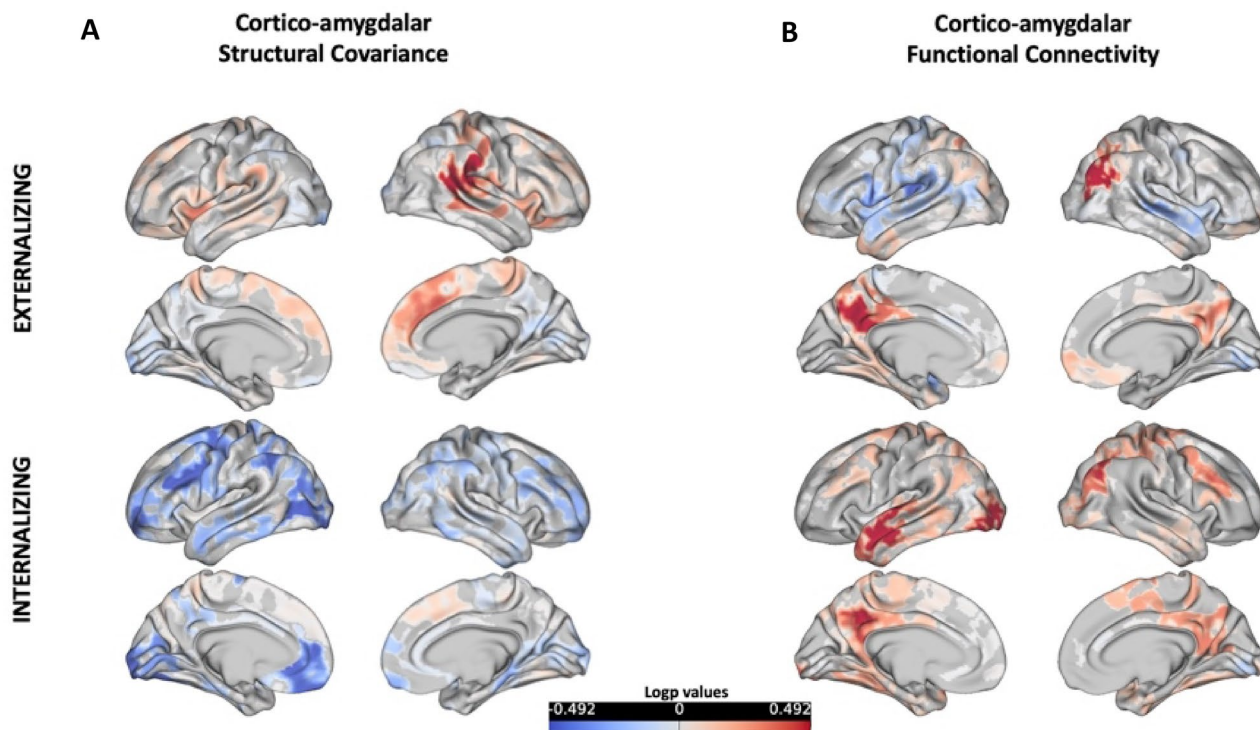 A
Cortico-amygdalar
Structural Covariance
B
Cortico-amygdalar
Functional Connectivity
EXTERNALIZING
INTERNALIZING
Logp values
-0.492 0 0.492